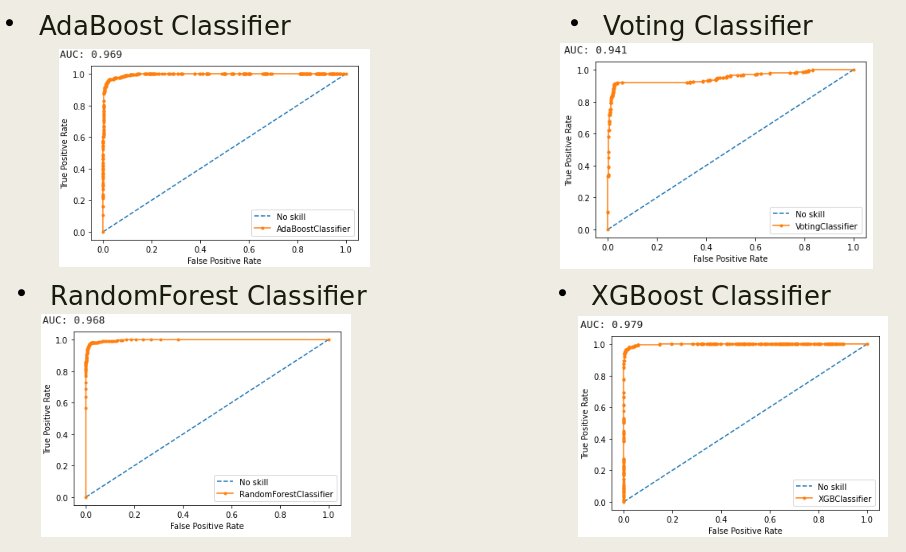 • AdaBoost Classifier
AUC: 0.969
1.0
0.8
0.6
0.4
0.2
0.0
True Positive Rate
No skill
AdaBoostClassifier
0.0 0.2 0.4 0.6 0.8 1.0
False Positive Rate
• Voting Classifier
AUC: 0.941
1.0
0.8
0.6
0.4
0.2
0.0
True Positive Rate
No skill
VotingClassifier
0.0 0.2 0.4 0.6 0.8 1.0
False Positive Rate
• RandomForest Classifier
AUC: 0.968
1.0
0.8
0.6
0.4
0.2
0.0
True Positive Rate
No skill
RandomForestClassifier
0.0 0.2 0.4 0.6 0.8 1.0
False Positive Rate
• XGBoost Classifier
AUC: 0.979
1.0
0.8
0.6
0.4
0.2
0.0
True Positive Rate
No skill
XGBClassifier
0.0 0.2 0.4 0.6 0.8 1.0
False Positive Rate